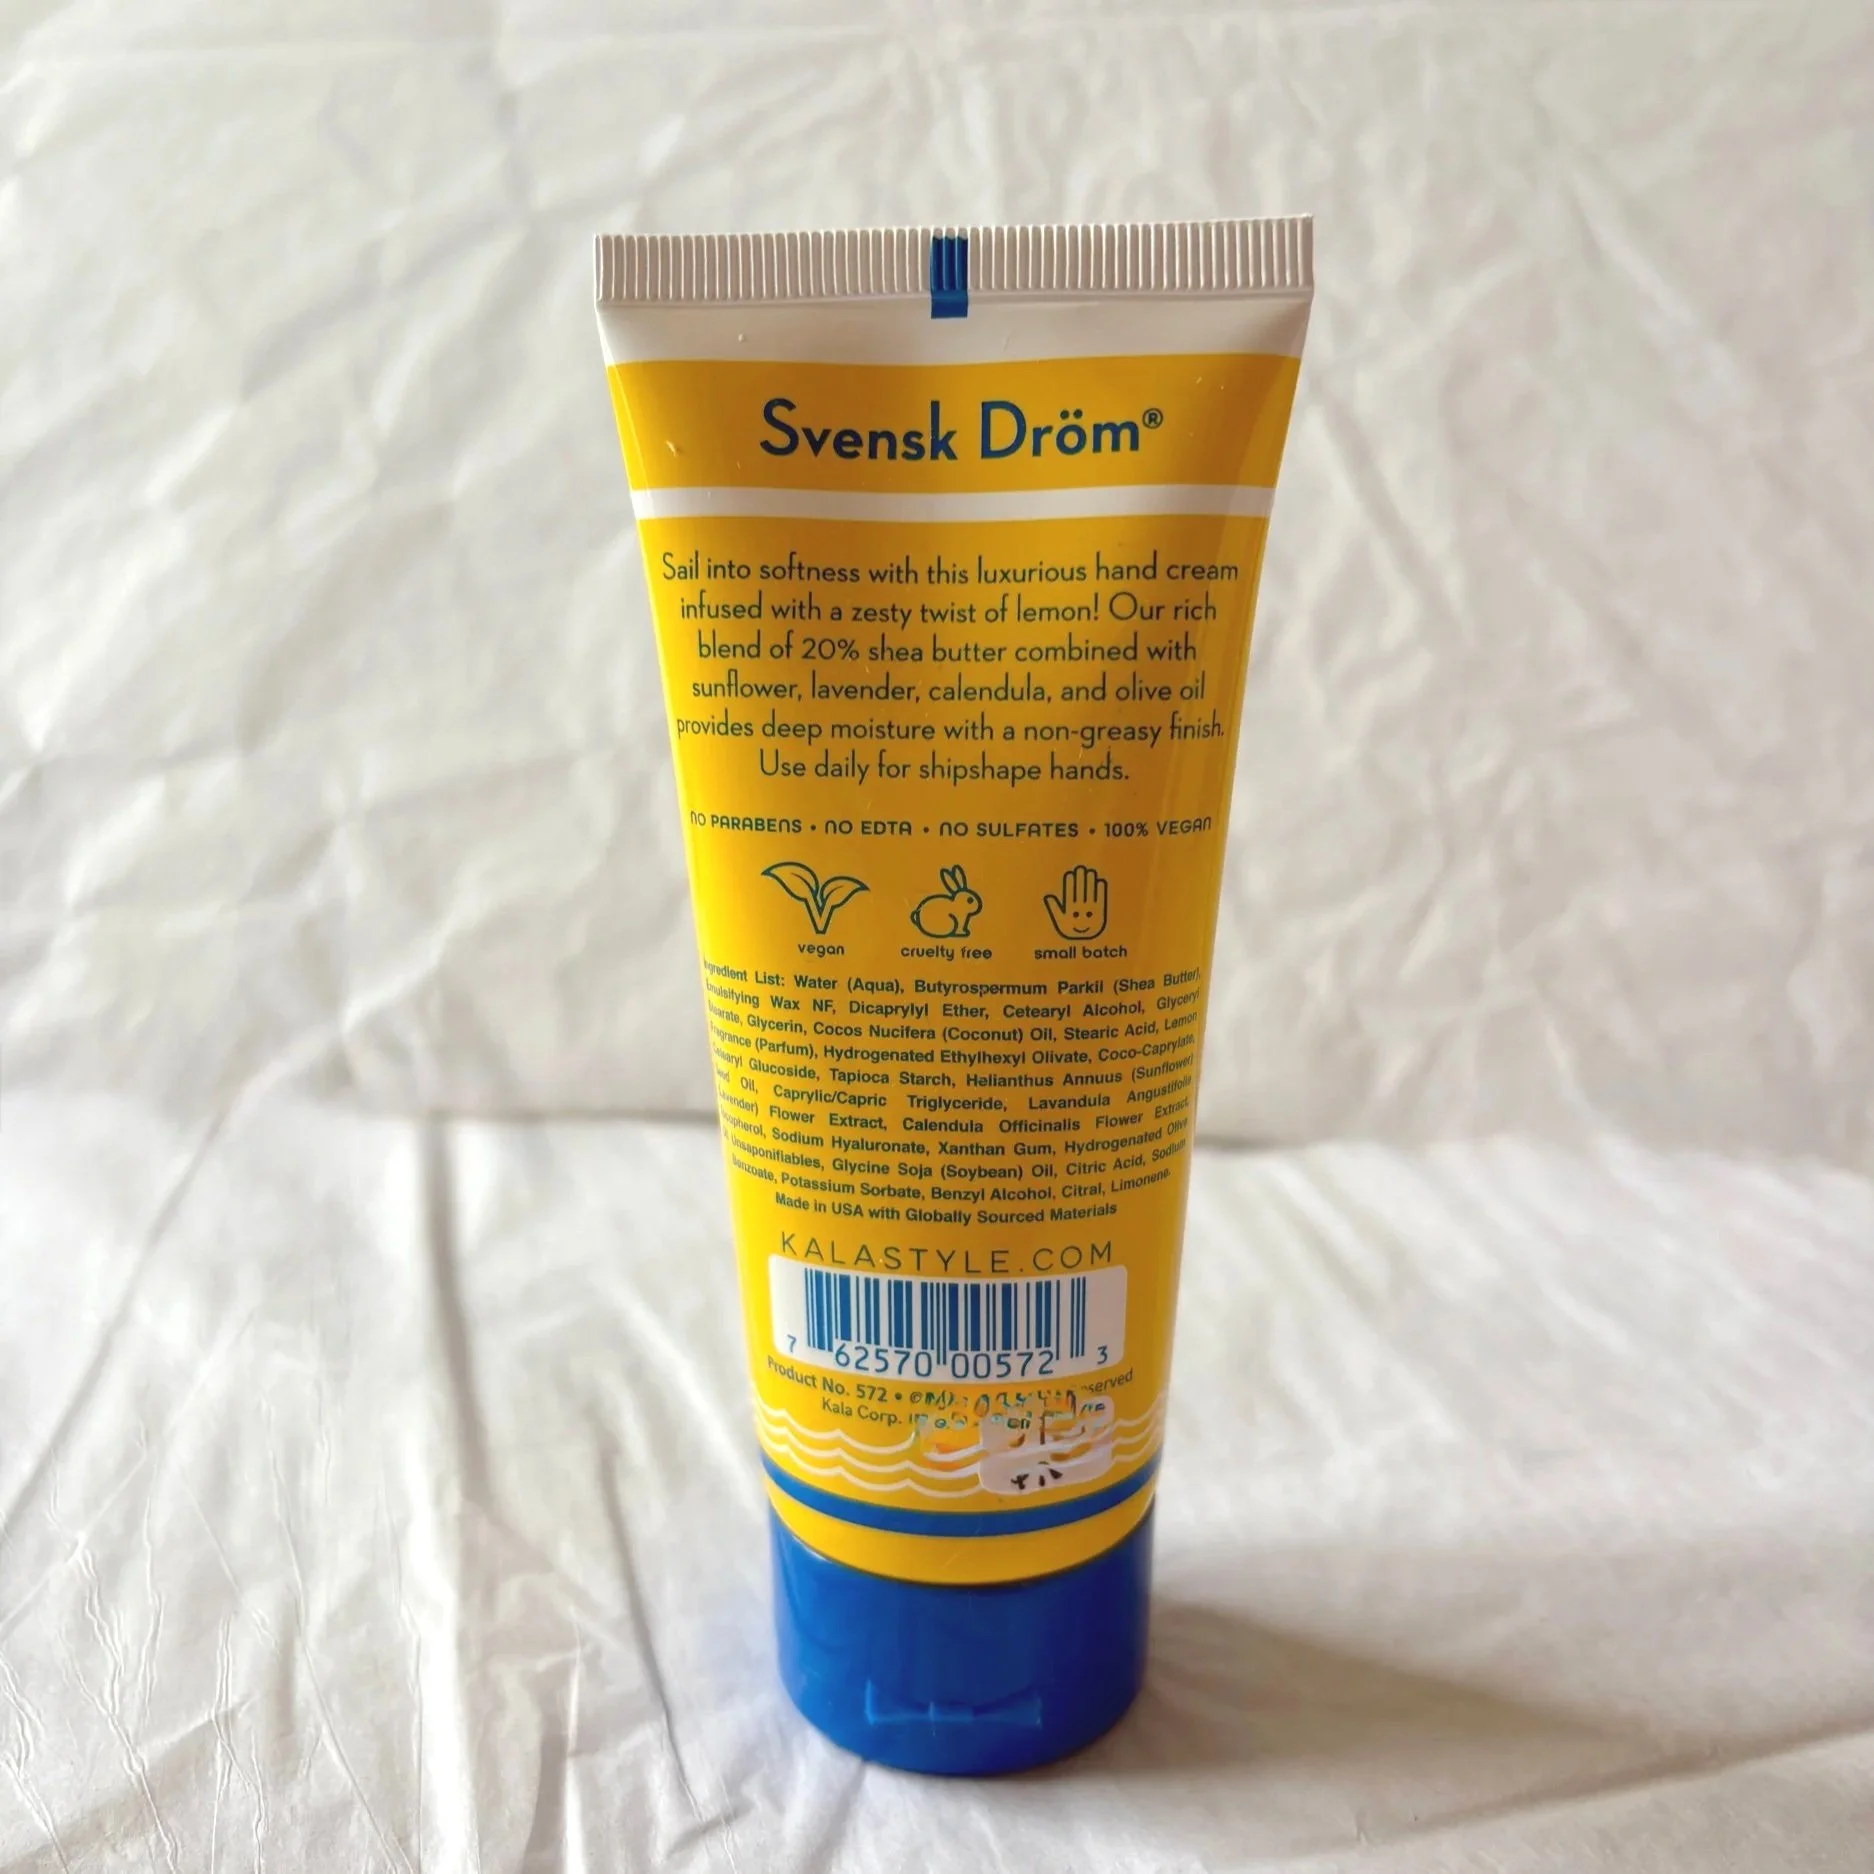 Svensk Dröm®
Sail into softness with this luxurious hand cream
infused with a zesty twist of lemon! Our rich
blend of 20% shea butter combined with
sunflower, lavender, calendula, and olive oil
provides deep moisture with a non-greasy finish.
Use daily for shipshape hands.
NO PARABENS • NO EDTA • NO SULFATES • 100% VEGAN
vegan cruelty free small batch
Ingredient List: Water (Aqua), Butyrospermum Parkii (Shea Butter),
Emulsifying Wax NF, Dicaprylyl Ether, Cetearyl Alcohol, Glyceryl
Stearate, Glycerin, Cocos Nucifera (Coconut) Oil, Stearic Acid, Lemon
Fragrance (Parfum), Hydrogenated Ethylhexyl Olivate, Coco-Caprylate,
Cetearyl Glucoside, Tapioca Starch, Helianthus Annuus (Sunflower)
Seed Oil, Caprylic/Capric Triglyceride, Lavandula Angustifolia
(Lavender) Flower Extract, Calendula Officinalis Flower Extract,
Tocopherol, Sodium Hyaluronate, Xanthan Gum, Hydrogenated Olive
Oil Unsaponifiables, Glycine Soja (Soybean) Oil, Citric Acid, Sodium
Benzoate, Potassium Sorbate, Benzyl Alcohol, Citral, Limonene.
Made in USA with Globally Sourced Materials
KALASTYLE.COM
7 62570 00572 3
Product No. 572 • ©
Kala Corp.